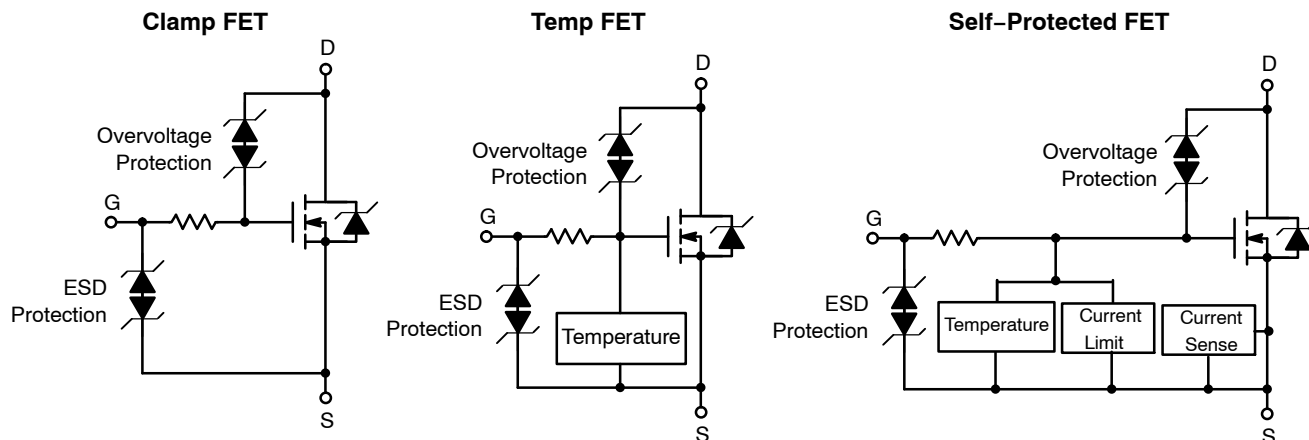 Clamp FET
D
Overvoltage
Protection
G
ESD
Protection
S
Temp FET
D
Overvoltage
Protection
G
ESD
Protection
Temperature
S
Self−Protected FET
D
Overvoltage
Protection
G
ESD
Protection
Temperature
Current
Limit
Current
Sense
S